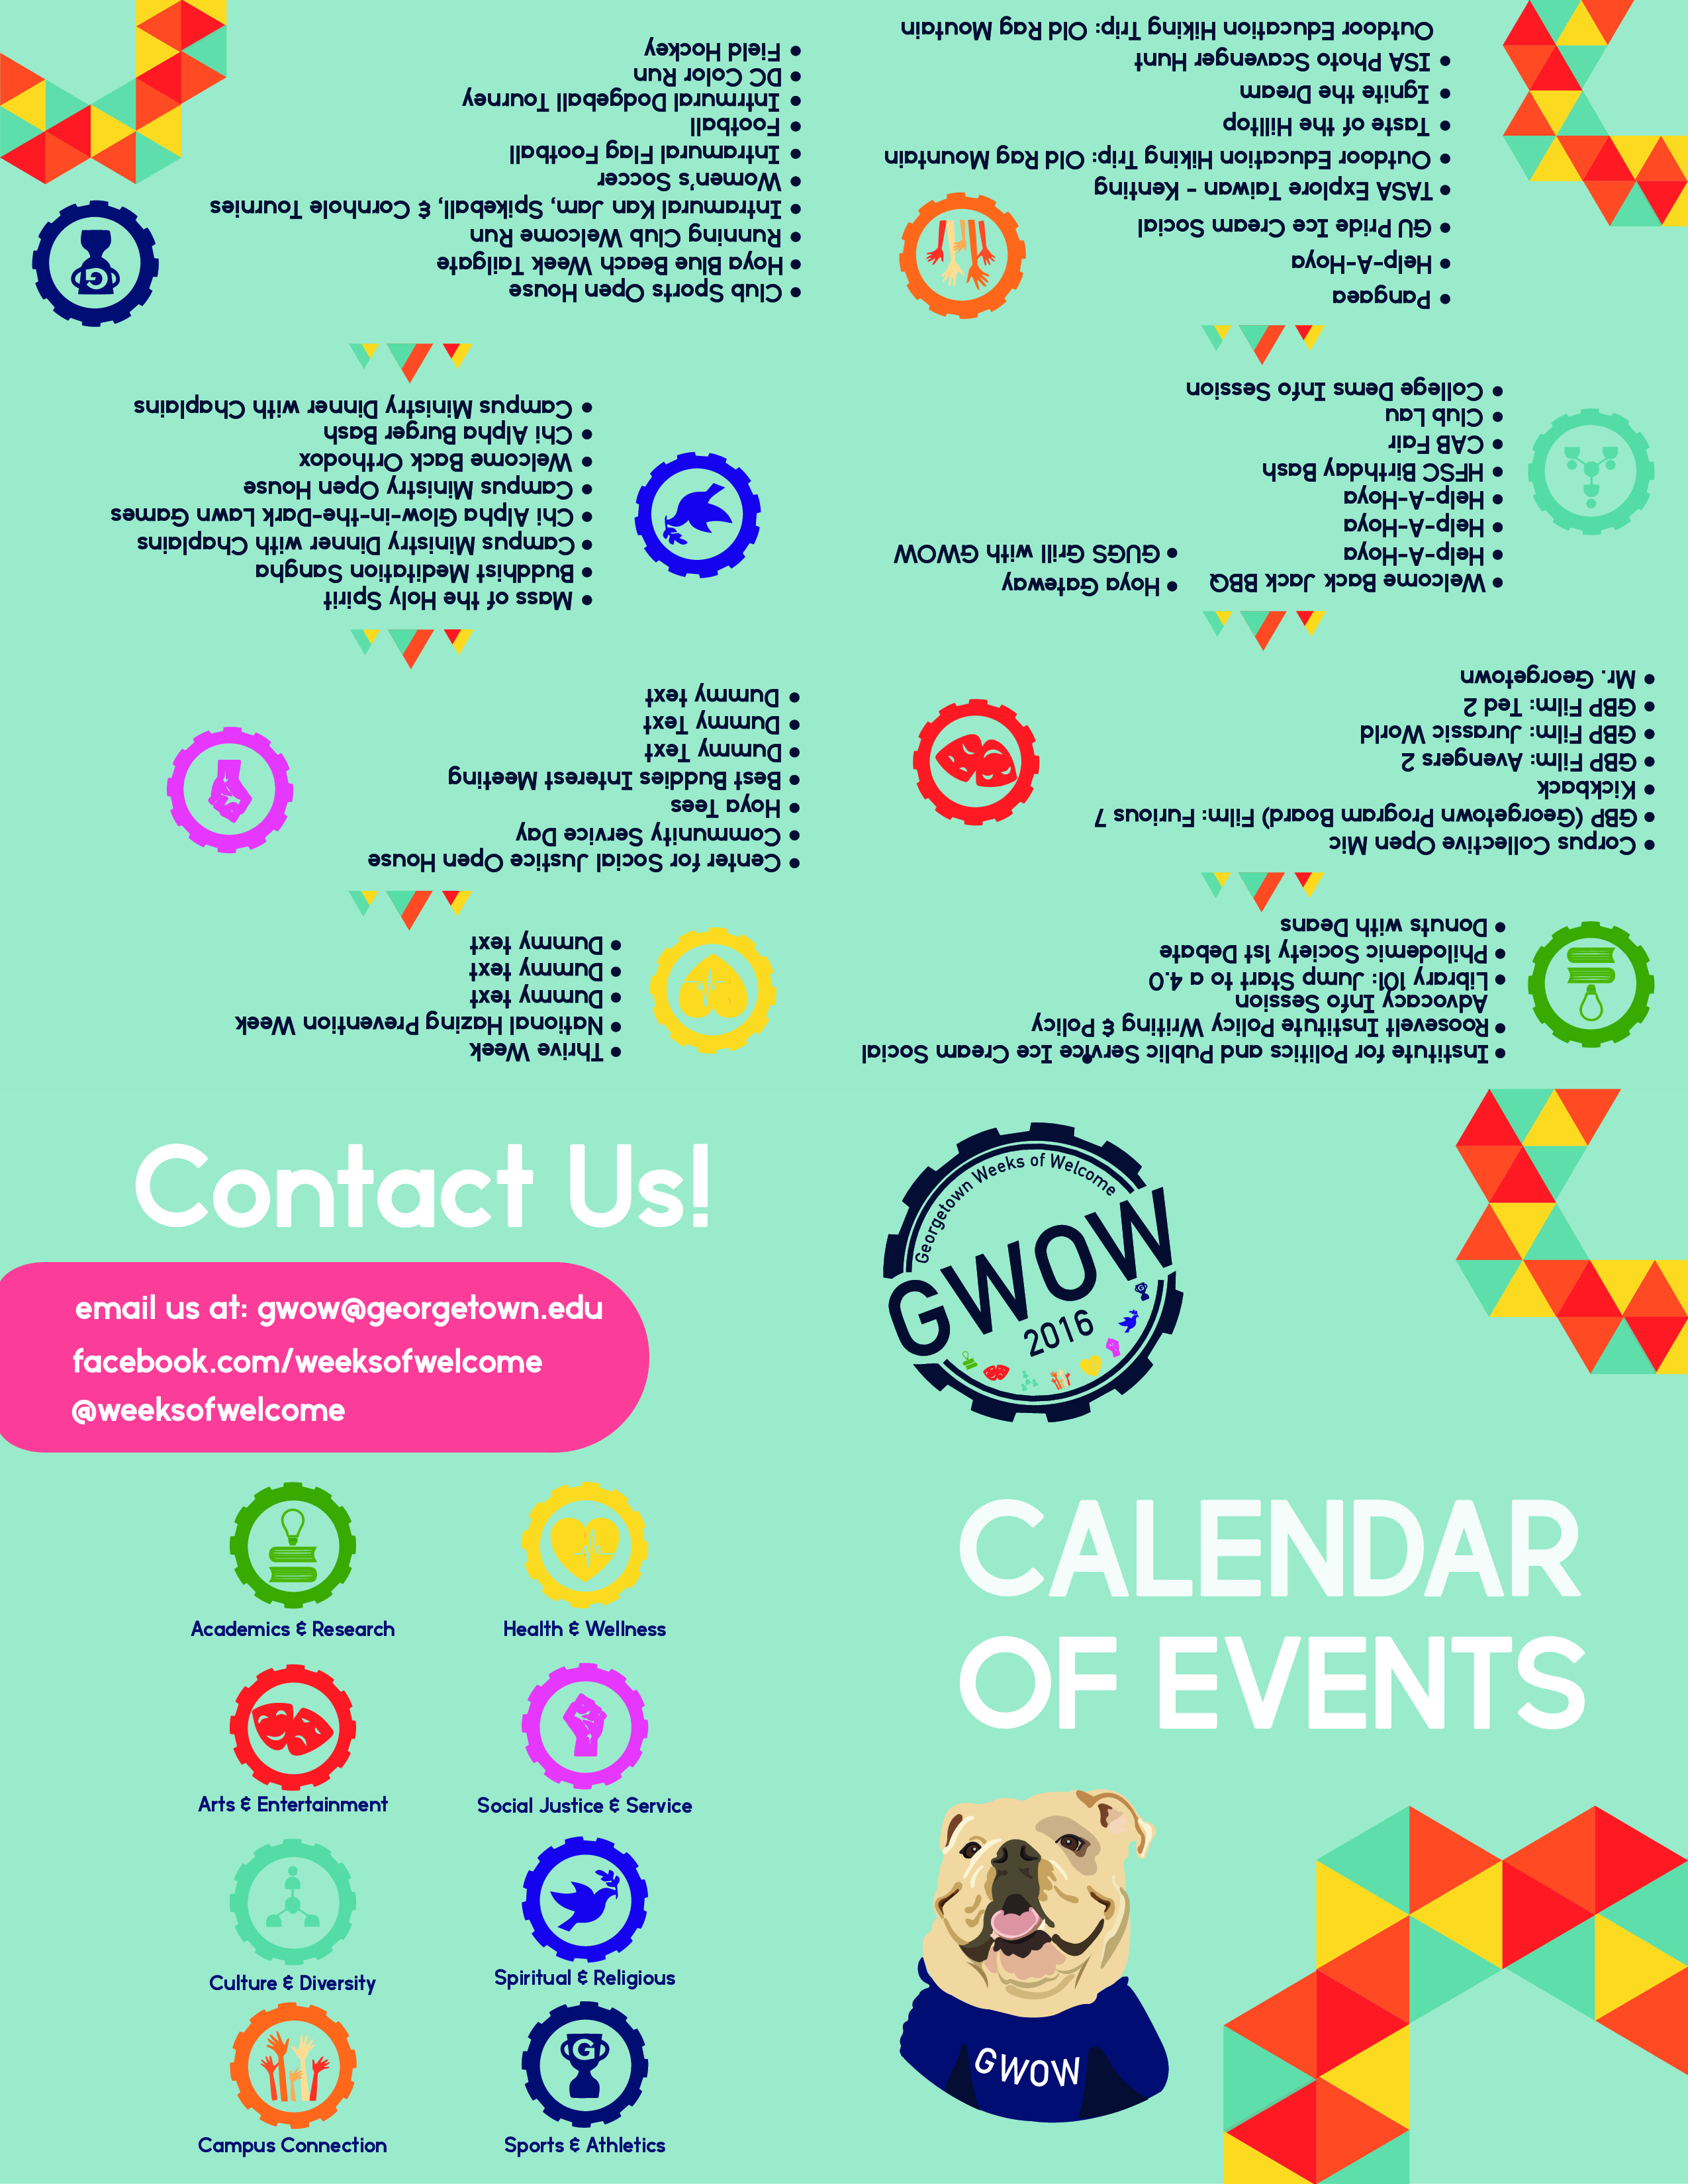 Institute for Politics and Public Service Ice Cream Social
Roosevelt Institute Policy Writing & Policy
Advocacy Info Session
Library 101: Jump Start to a 4.0
Philodemic Society 1st Debate
Donuts with Deans
Corpus Collective Open Mic
GBP (Georgetown Program Board) Film: Furious 7
Kickback
GBP Film: Avengers 2
GBP Film: Jurassic World
GBP Film: Ted 2
Mr. Georgetown
Welcome Back Jack BBQ
Help-A-Hoya
Help-A-Hoya
Help-A-Hoya
HFSC Birthday Bash
CAB Fair
Club Lau
College Dems Info Session
Hoya Gateway
GUGS Grill with GWOW
Pangaea
Help-A-Hoya
GU Pride Ice Cream Social
TASA Explore Taiwan - Kenting
Outdoor Education Hiking Trip: Old Rag Mountain
Taste of the Hilltop
Ignite the Dream
ISA Photo Scavenger Hunt
Outdoor Education Hiking Trip: Old Rag Moutain
Thrive Week
National Hazing Prevention Week
Dummy text
Dummy text
Dummy text
Center for Social Justice Open House
Community Service Day
Hoya Tees
Best Buddies Interest Meeting
Dummy Text
Dummy Text
Dummy text
Mass of the Holy Spirit
Buddhist Meditation Sangha
Campus Ministry Dinner with Chaplains
Chi Alpha Glow-in-the-Dark Lawn Games
Campus Ministry Open House
Welcome Back Orthodox
Chi Alpha Burger Bash
Campus Ministry Dinner with Chaplains
Club Sports Open House
Hoya Blue Beach Week Tailgate
Running Club Welcome Run
Intramural Kan Jam, Spikeball, & Cornhole Tournies
Women's Soccer
Intramural Flag Football
Football
Intrmural Dodgeball Tourney
DC Color Run
Field Hockey
Contact Us!
email us at: gwow@georgetown.edu
facebook.com/weeksofwelcome
@weeksofwelcome
Academics & Research
Health & Wellness
Arts & Entertainment
Social Justice & Service
Culture & Diversity
Spiritual & Religious
G
Campus Connection
Sports & Athletics
Georgetown Weeks of Welcome
GWOW
2016
CALENDAR
OF EVENTS
GWOW